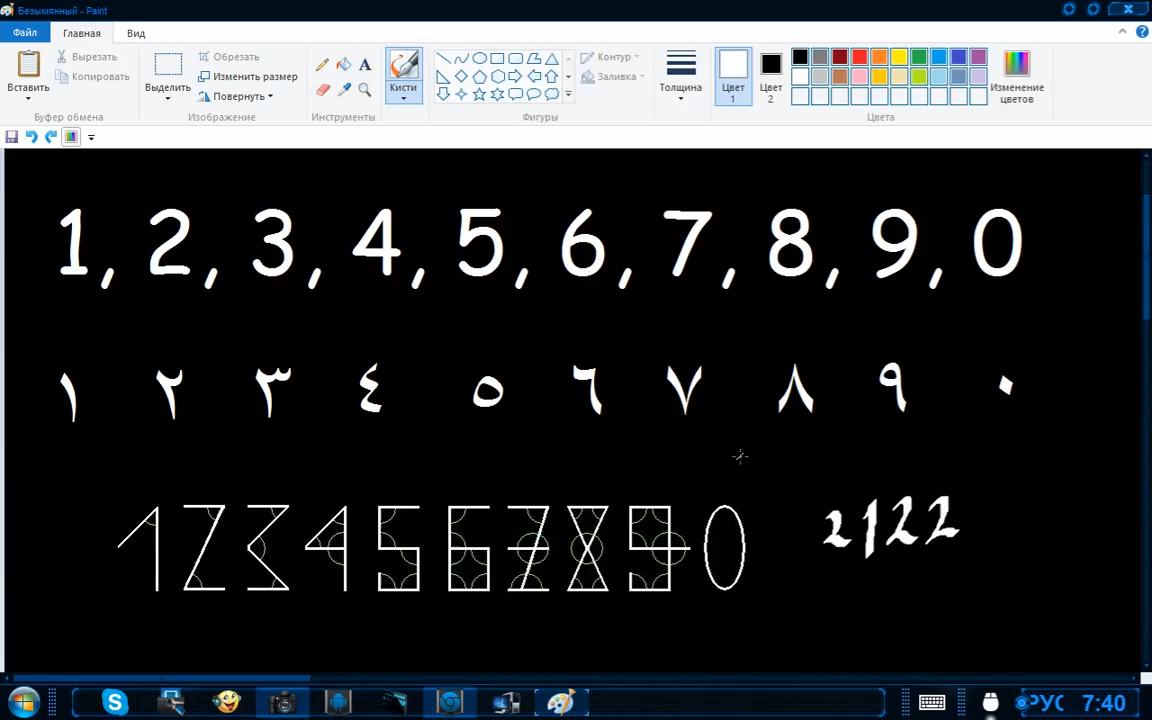 Безымянный - Paint
Файл Главная Вид
Вставить
Вырезать
Копировать
Буфер обмена
Выделить
Обрезать
Изменить размер
Повернуть
Изображение
Инструменты
Кисти
Контур
Заливка
Фигуры
Толщина
Цвет 1
Цвет 2
Изменение цветов
Цвета
1, 2, 3, 4, 5, 6, 7, 8, 9, 0
١ ٢ ٣ ٤ ٥ ٦ ٧ ٨ ٩ ٠
1234567890
РУС 7:40